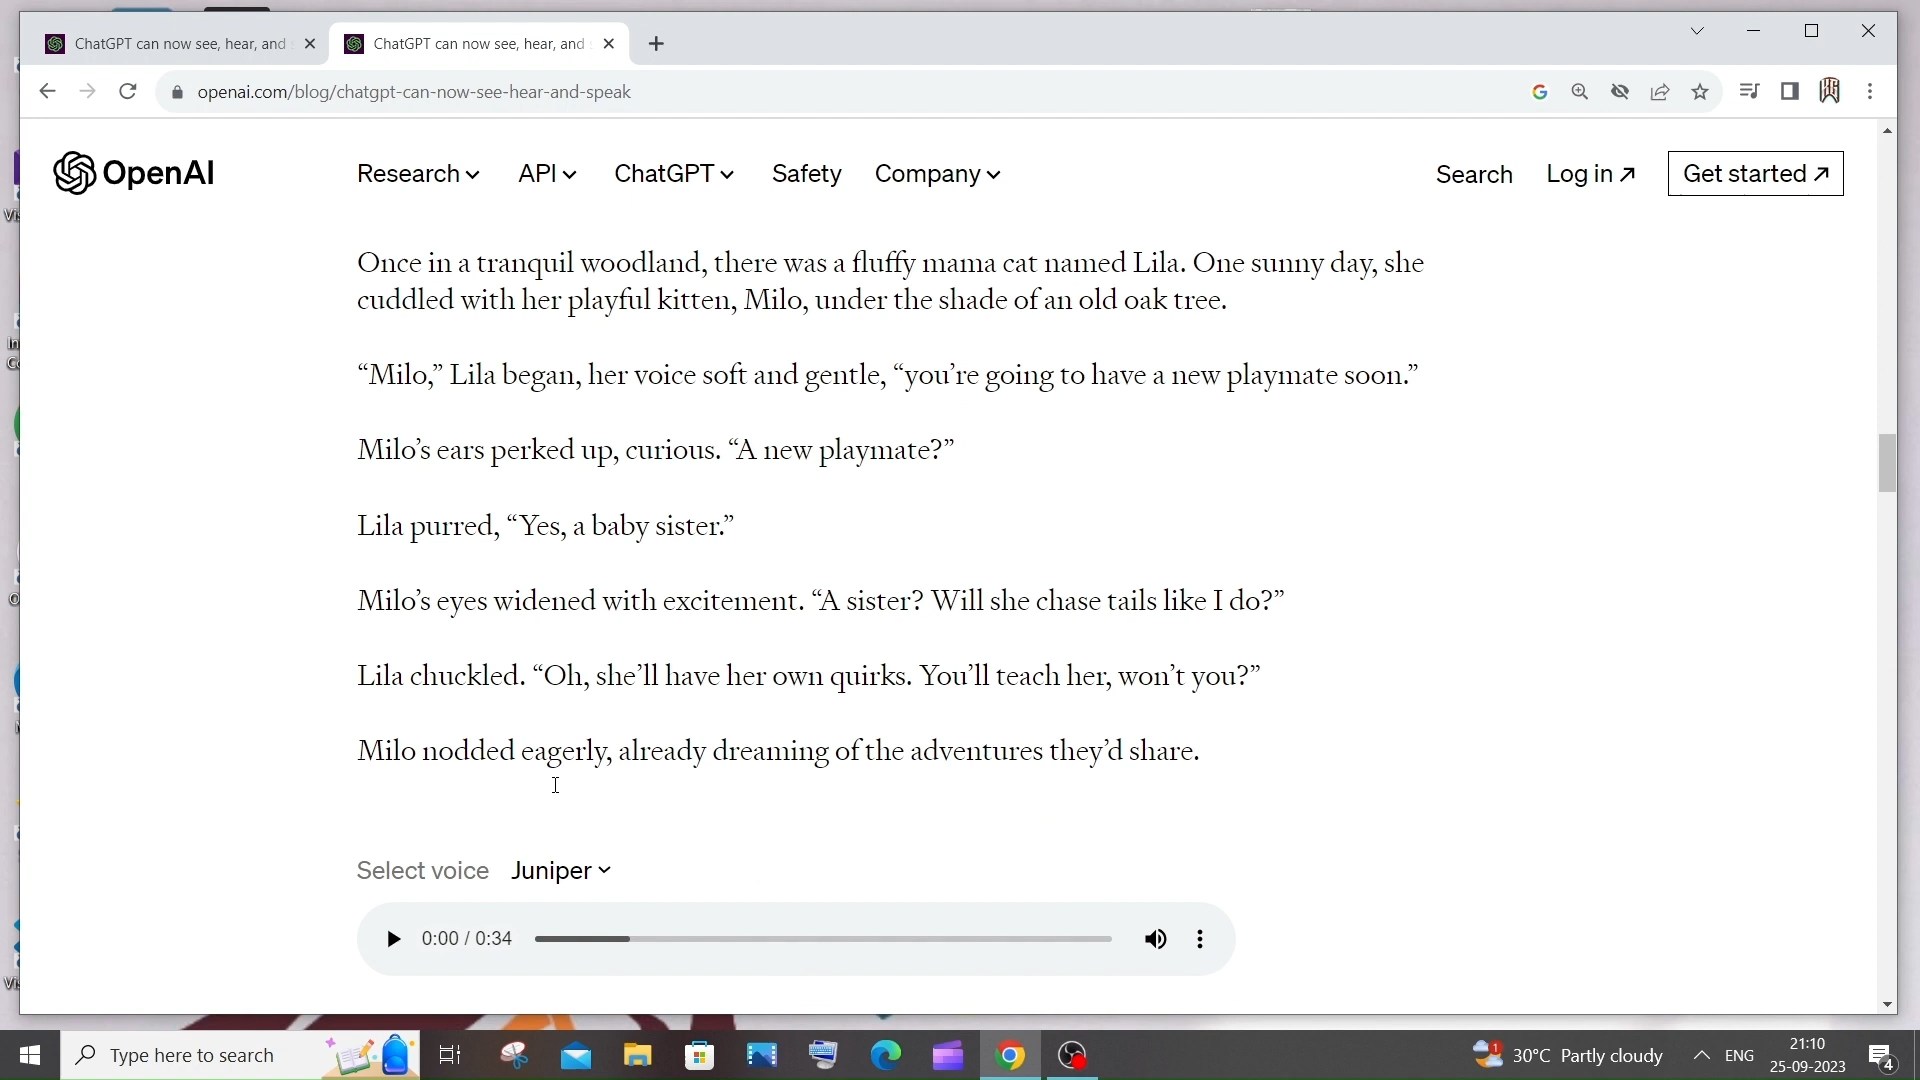 ChatGPT can now see, hear, and
ChatGPT can now see, hear, and
openai.com/blog/chatgpt-can-now-see-hear-and-speak
OpenAI
Research
API
ChatGPT
Safety
Company
Search
Log in
Get started
Once in a tranquil woodland, there was a fluffy mama cat named Lila. One sunny day, she
cuddled with her playful kitten, Milo, under the shade of an old oak tree.
“Milo,” Lila began, her voice soft and gentle, “you’re going to have a new playmate soon.”
Milo’s ears perked up, curious. “A new playmate?”
Lila purred, “Yes, a baby sister.”
Milo’s eyes widened with excitement. “A sister? Will she chase tails like I do?”
Lila chuckled. “Oh, she’ll have her own quirks. You’ll teach her, won’t you?”
Milo nodded eagerly, already dreaming of the adventures they’d share.
Select voice Juniper
0:00 / 0:34
Type here to search
1
30°C Partly cloudy
ENG
21:10
25-09-2023
4